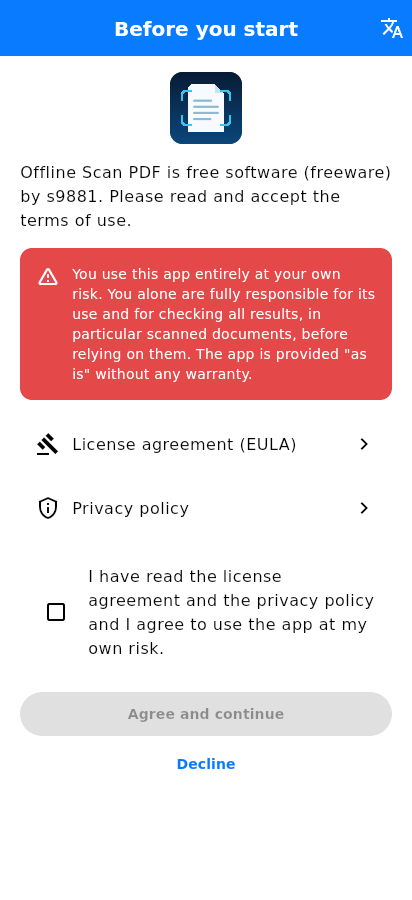 Before you start
Offline Scan PDF is free software (freeware)
by s9881. Please read and accept the
terms of use.
You use this app entirely at your own
risk. You alone are fully responsible for its
use and for checking all results, in
particular scanned documents, before
relying on them. The app is provided "as
is" without any warranty.
License agreement (EULA)
Privacy policy
I have read the license
agreement and the privacy policy
and I agree to use the app at my
own risk.
Agree and continue
Decline